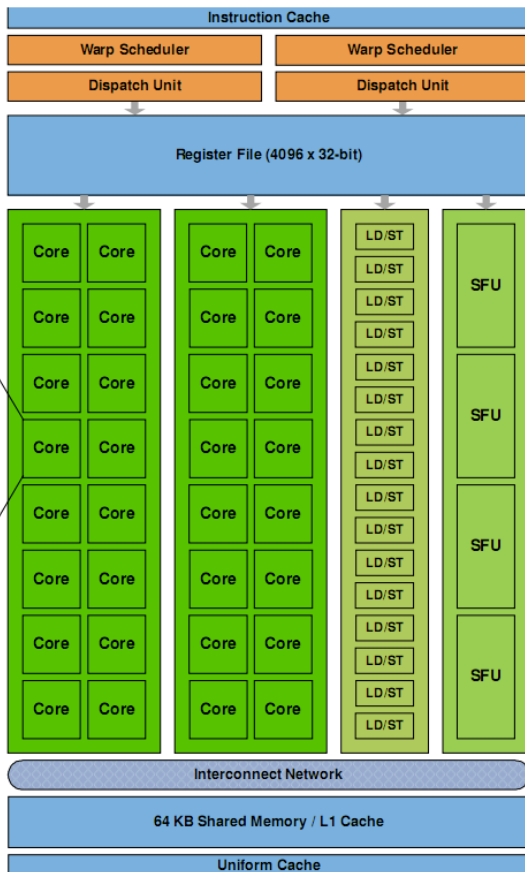 Instruction Cache
Warp Scheduler Warp Scheduler
Dispatch Unit Dispatch Unit
Register File (4096 x 32-bit)
LD/ST
Core Core Core Core
SFU
LD/ST
LD/ST
Core Core Core Core
LD/ST
LD/ST
Core Core Core Core
LD/ST
SFU
LD/ST
Core Core Core Core
LD/ST
LD/ST
Core Core Core Core
LD/ST
SFU
LD/ST
Core Core Core Core
LD/ST
LD/ST
Core Core Core Core
LD/ST
SFU
LD/ST
Core Core Core Core
LD/ST
Interconnect Network
64 KB Shared Memory / L1 Cache
Uniform Cache